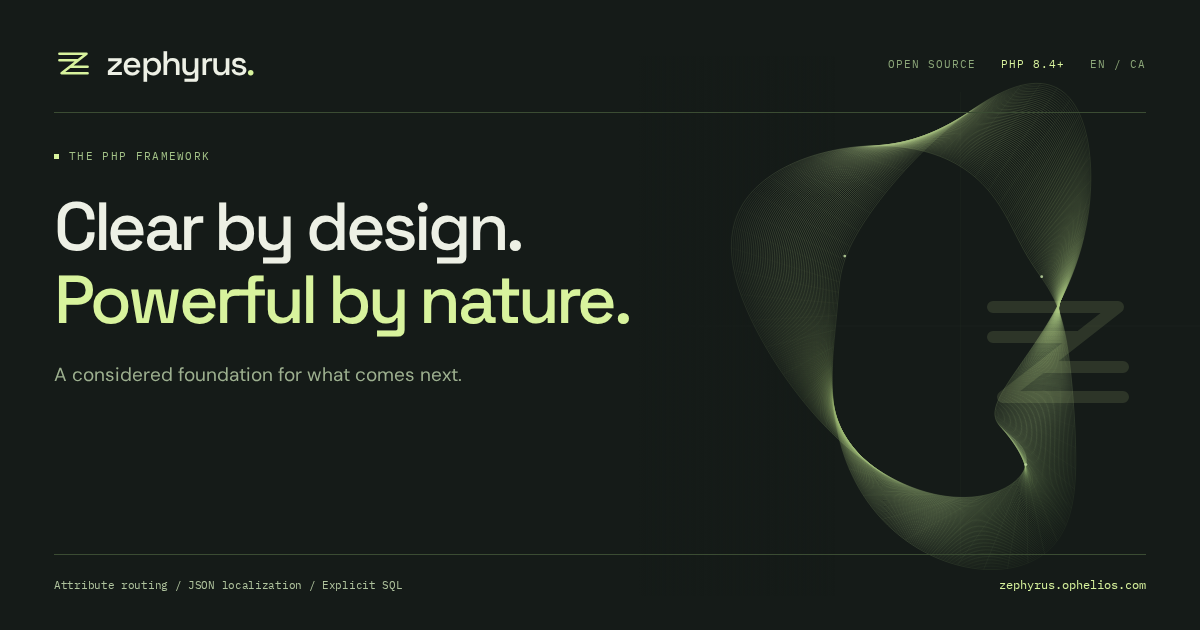 zephyrus.
OPEN SOURCE PHP 8.4+ EN / CA
THE PHP FRAMEWORK
Clear by design.
Powerful by nature.
A considered foundation for what comes next.
Attribute routing / JSON localization / Explicit SQL
zephyrus.ophelios.com